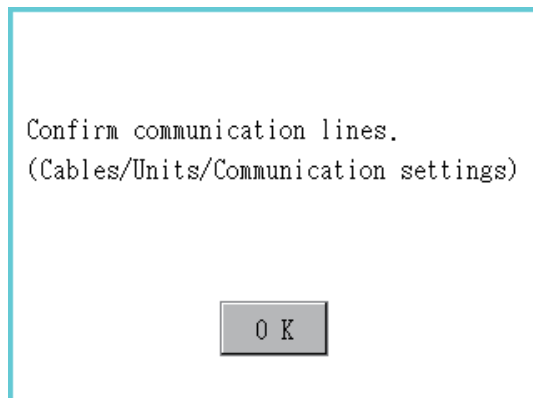 Confirm communication lines.
(Cables/Units/Communication settings)
O K